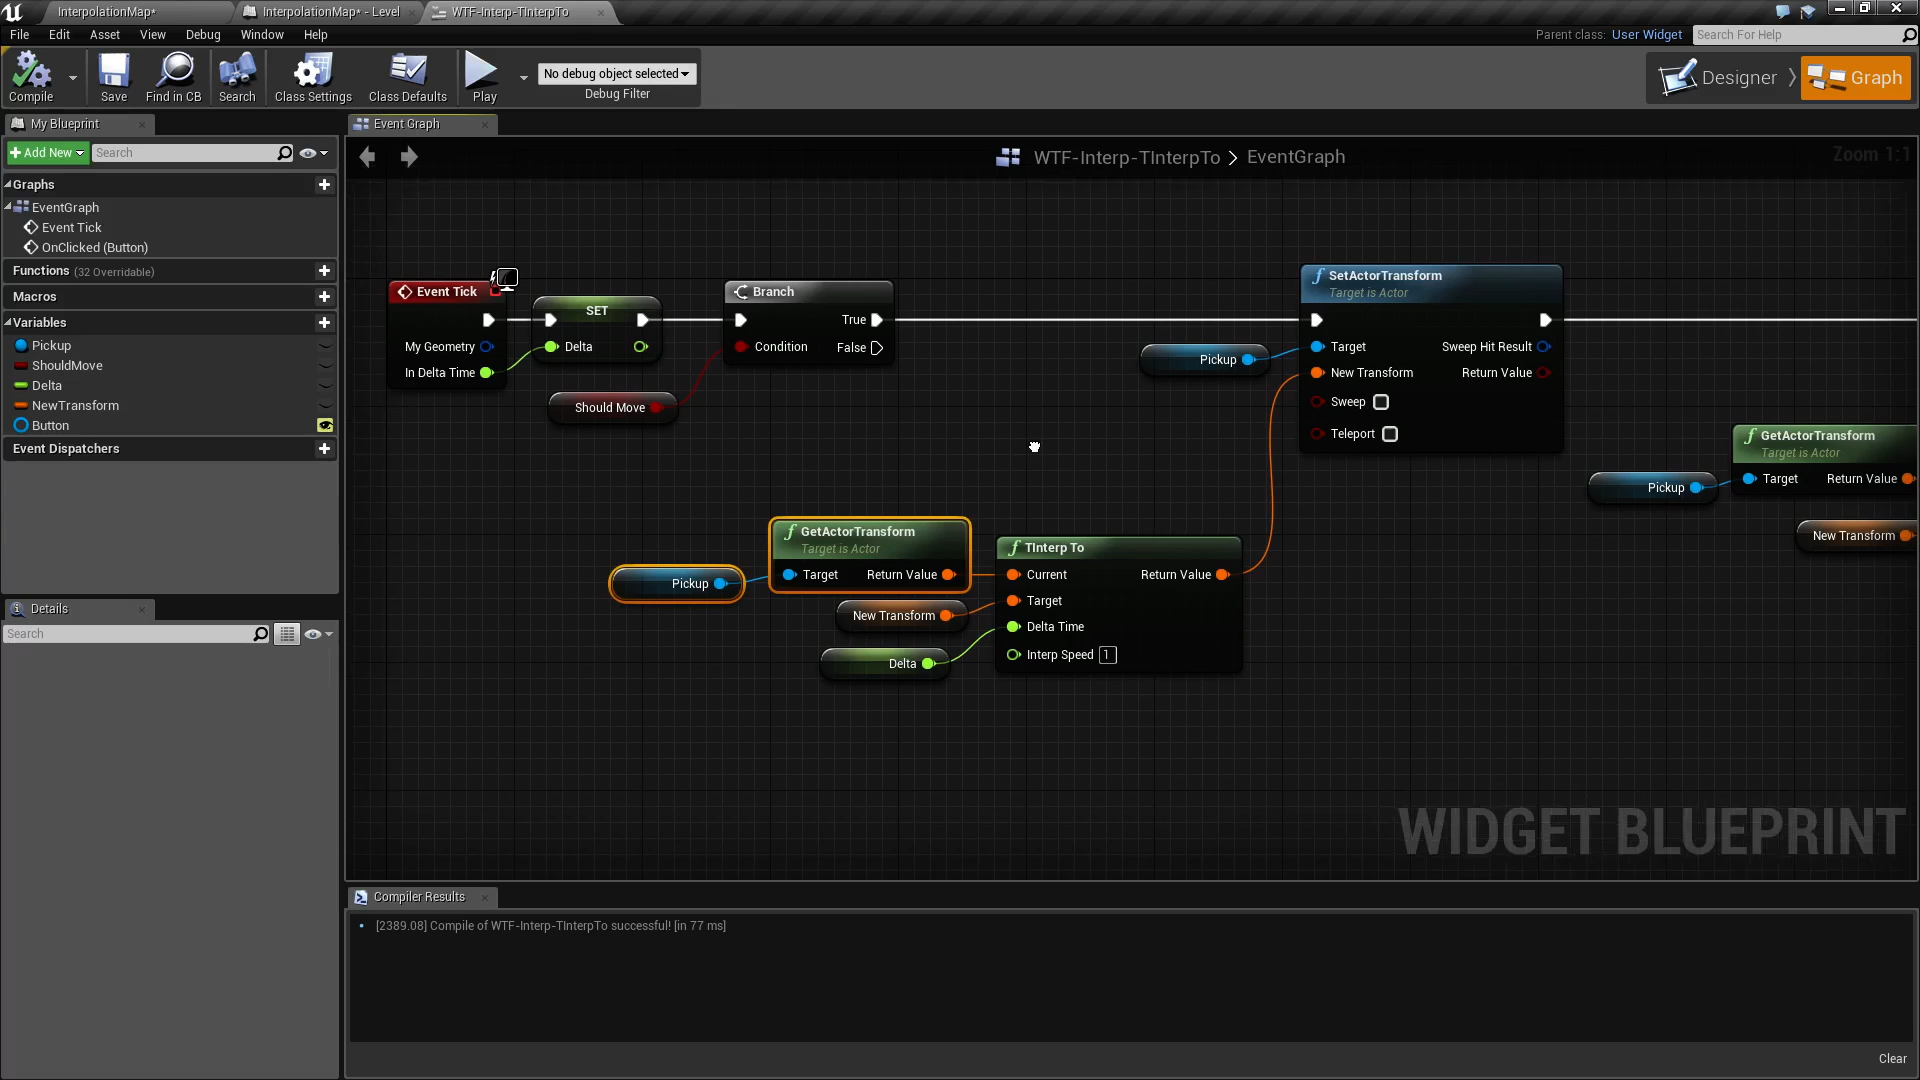 InterpolationMap*
InterpolationMap* - Level
WTF-Interp-TInterpTo
File Edit Asset View Debug Window Help
Parent class: User Widget
Search For Help
Compile
Save
Find in CB
Search
Class Settings
Class Defaults
Play
No debug object selected
Debug Filter
Designer
Graph
My Blueprint
Event Graph
Add New
Search
WTF-Interp-TInterpTo > EventGraph
Zoom 1:1
Graphs
EventGraph
Event Tick
OnClicked (Button)
Functions (32 Overridable)
Macros
Variables
Pickup
ShouldMove
Delta
NewTransform
Button
Event Dispatchers
Details
Search
Event Tick
My Geometry
In Delta Time
SET
Delta
Should Move
Branch
True
Condition
False
Pickup
SetActorTransform
Target is Actor
Target
Sweep Hit Result
New Transform
Return Value
Sweep
Teleport
GetActorTransform
Target is Actor
Pickup
Target
Return Value
New Transform
GetActorTransform
Target is Actor
Pickup
Target
Return Value
New Transform
Delta
TInterp To
Current
Return Value
Target
Delta Time
Interp Speed 1
WIDGET BLUEPRINT
Compiler Results
• [2389.08] Compile of WTF-Interp-TInterpTo successful! [in 77 ms]
Clear